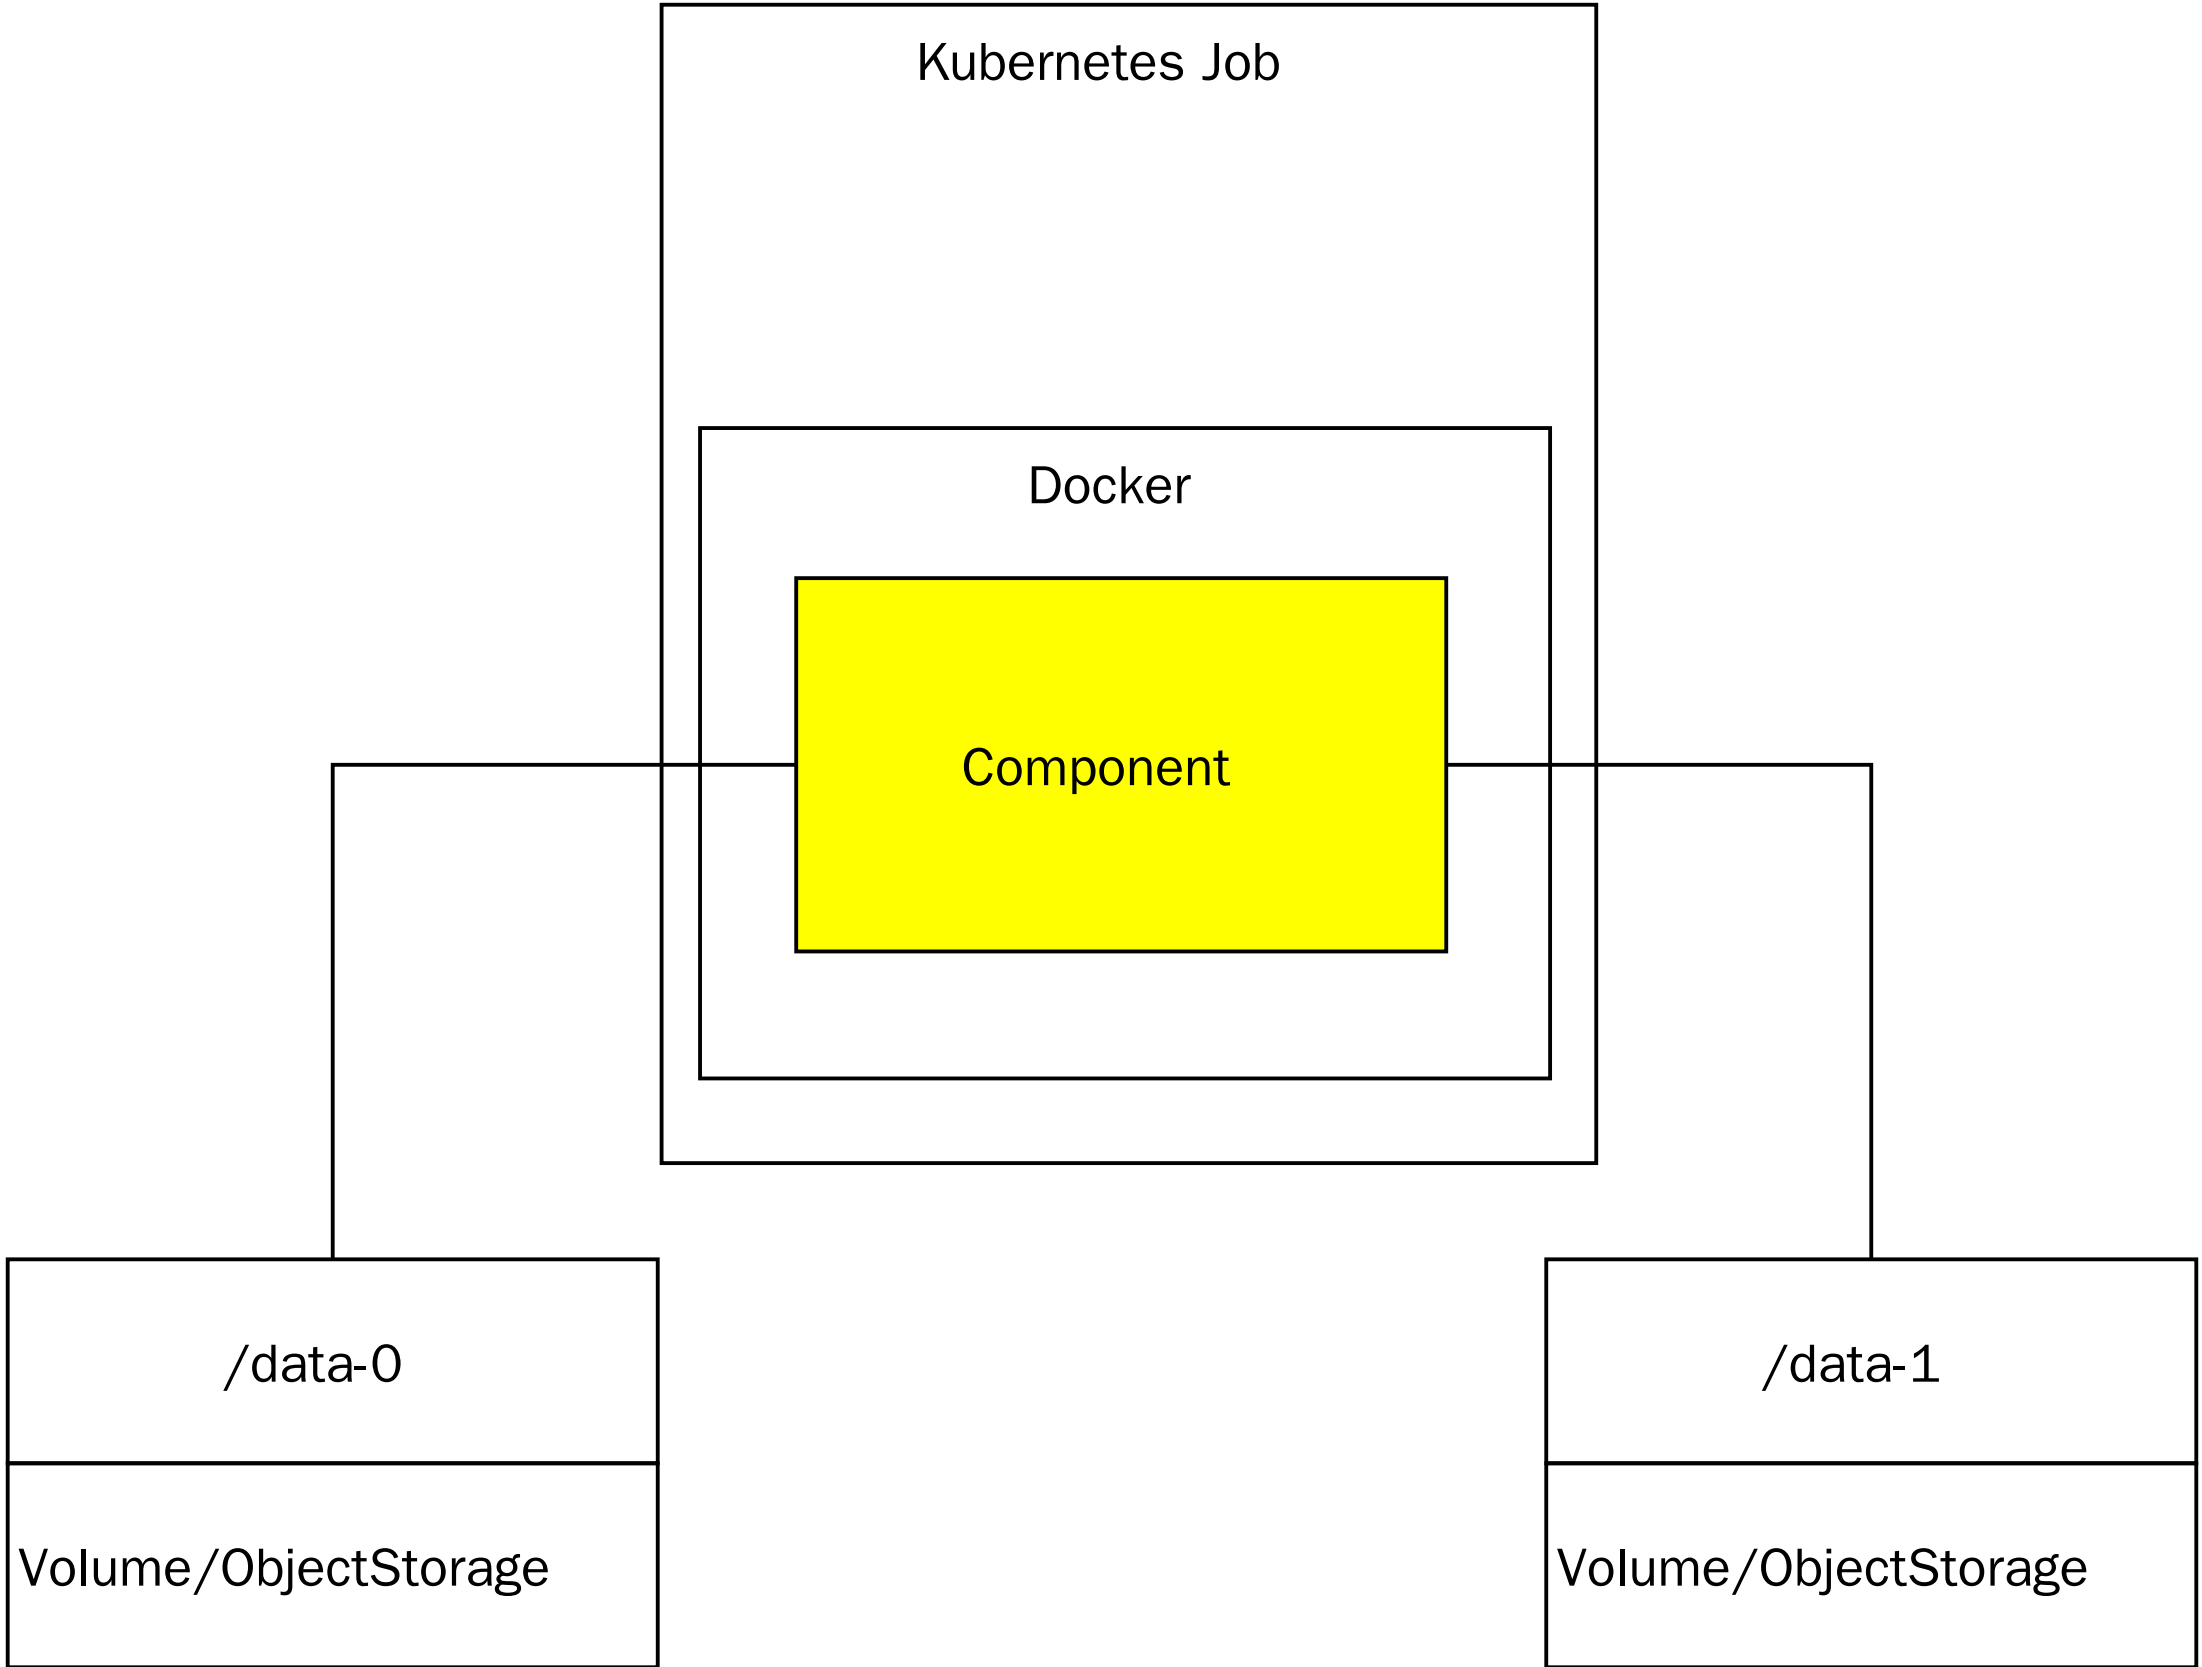 Kubernetes Job
Docker
Component
/data-0
/data-1
Volume/ObjectStorage
Volume/ObjectStorage